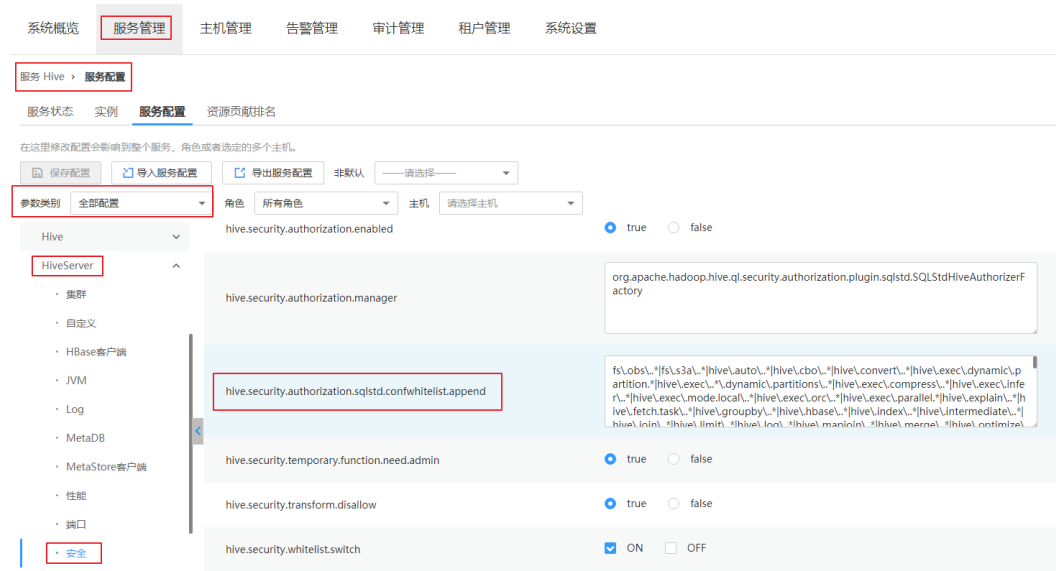 系统概览 服务管理 主机管理 告警管理 审计管理 租户管理 系统设置
服务 Hive › 服务配置
服务状态 实例 服务配置 资源贡献排名
在这里修改配置会影响到整个服务、角色或者选定的多个主机。
保存配置 导入服务配置 导出服务配置 非默认 ——请选择——
参数类别 全部配置 角色 所有角色 主机 请选择主机
Hive
HiveServer
· 集群
· 自定义
· HBase客户端
· JVM
· Log
· MetaDB
· MetaStore客户端
· 性能
· 端口
· 安全
hive.security.authorization.enabled true false
hive.security.authorization.manager
org.apache.hadoop.hive.ql.security.authorization.plugin.sqlstd.SQLStdHiveAuthorizerF
actory
hive.security.authorization.sqlstd.confwhitelist.append
fs\.obs\..*|fs\.s3a\..*|hive\.auto\..*|hive\.cbo\..*|hive\.convert\..*|hive\.exec\.dynamic\.p
artition.*|hive\.exec\..*\.dynamic\.partitions\..*|hive\.exec\.compress\..*|hive\.exec\.infe
r\..*|hive\.exec\.mode.local\..*|hive\.exec\.orc\..*|hive\.exec\.parallel.*|hive\.explain\..*|h
ive\.fetch.task\..*|hive\.groupby\..*|hive\.hbase\..*|hive\.index\..*|hive\.intermediate\..*|
hive\.join\..*|hive\.limit\..*|hive\.log\..*|hive\.mapjoin\..*|hive\.merge\..*|hive\.optimize\
hive.security.temporary.function.need.admin true false
hive.security.transform.disallow true false
hive.security.whitelist.switch ON OFF